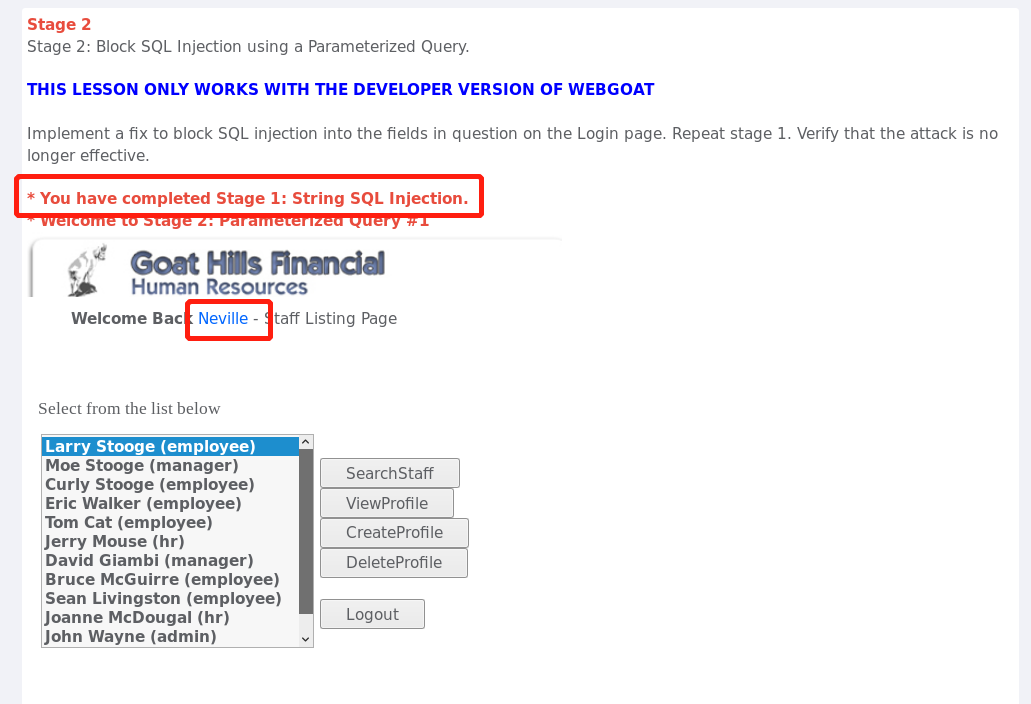 Stage 2
Stage 2: Block SQL Injection using a Parameterized Query.
THIS LESSON ONLY WORKS WITH THE DEVELOPER VERSION OF WEBGOAT
Implement a fix to block SQL injection into the fields in question on the Login page. Repeat stage 1. Verify that the attack is no
longer effective.
* You have completed Stage 1: String SQL Injection.
* Welcome to Stage 2: Parameterized Query #1
Goat Hills Financial
Human Resources
Welcome Back Neville - Staff Listing Page
Select from the list below
Larry Stooge (employee)
Moe Stooge (manager)
Curly Stooge (employee)
Eric Walker (employee)
Tom Cat (employee)
Jerry Mouse (hr)
David Giambi (manager)
Bruce McGuirre (employee)
Sean Livingston (employee)
Joanne McDougal (hr)
John Wayne (admin)
SearchStaff
ViewProfile
CreateProfile
DeleteProfile
Logout